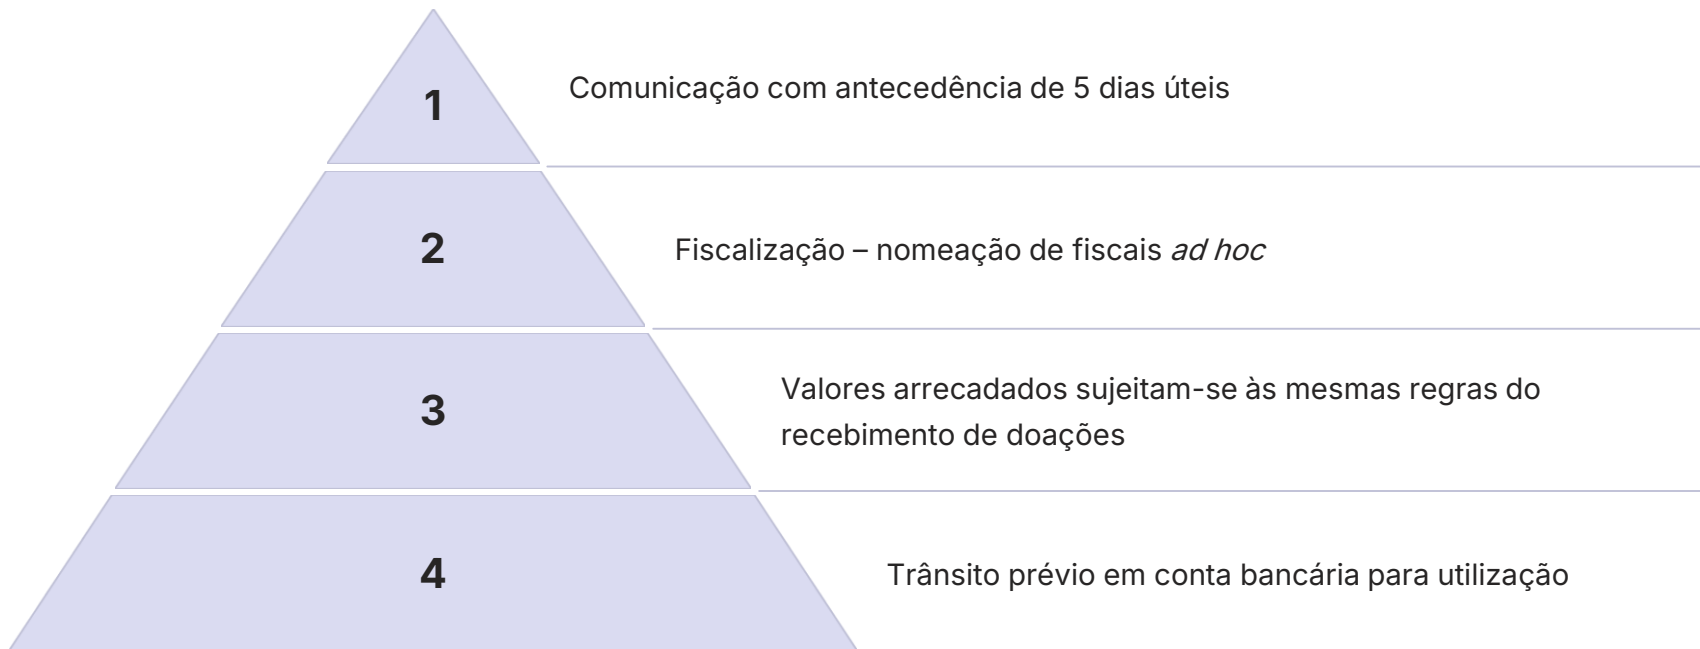 1
Comunicação com antecedência de 5 dias úteis
2
Fiscalização – nomeação de fiscais ad hoc
3
Valores arrecadados sujeitam-se às mesmas regras do
recebimento de doações
4
Trânsito prévio em conta bancária para utilização